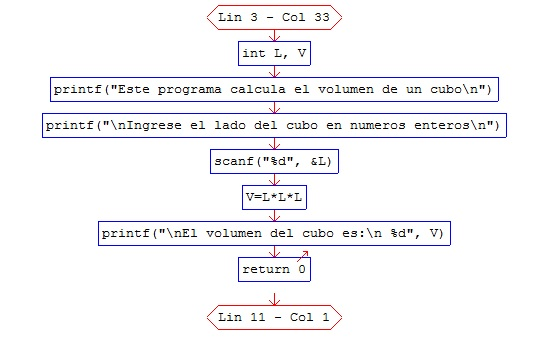 Lin 3 - Col 33
int L, V
printf("Este programa calcula el volumen de un cubo\n")
printf("\nIngrese el lado del cubo en numeros enteros\n")
scanf("%d", &L)
V=L*L*L
printf("\nEl volumen del cubo es:\n %d", V)
return 0
Lin 11 - Col 1